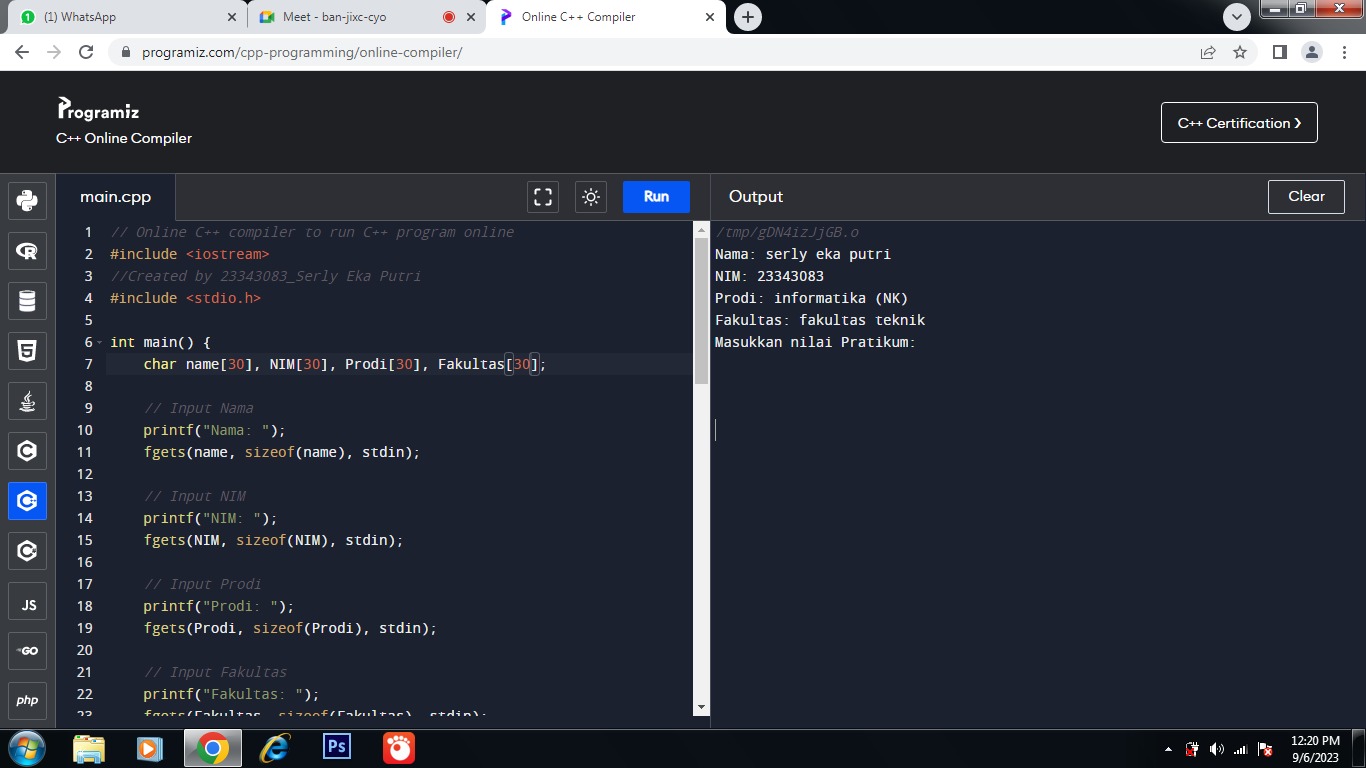 (1) WhatsApp
Meet - ban-jixc-cyo
Online C++ Compiler
programiz.com/cpp-programming/online-compiler/
Programiz
C++ Online Compiler
C++ Certification ❯
main.cpp
Run
Output
Clear
1 // Online C++ compiler to run C++ program online
2 #include <iostream>
3 //Created by 23343083_Serly Eka Putri
4 #include <stdio.h>
5
6 int main() {
7 char name[30], NIM[30], Prodi[30], Fakultas[30];
8
9 // Input Nama
10 printf("Nama: ");
11 fgets(name, sizeof(name), stdin);
12
13 // Input NIM
14 printf("NIM: ");
15 fgets(NIM, sizeof(NIM), stdin);
16
17 // Input Prodi
18 printf("Prodi: ");
19 fgets(Prodi, sizeof(Prodi), stdin);
20
21 // Input Fakultas
22 printf("Fakultas: ");
23 fgets(Fakultas, sizeof(Fakultas), stdin);
/tmp/gDN4izJjGB.o
Nama: serly eka putri
NIM: 23343083
Prodi: informatika (NK)
Fakultas: fakultas teknik
Masukkan nilai Pratikum:
JS
GO
php
Ps
12:20 PM
9/6/2023